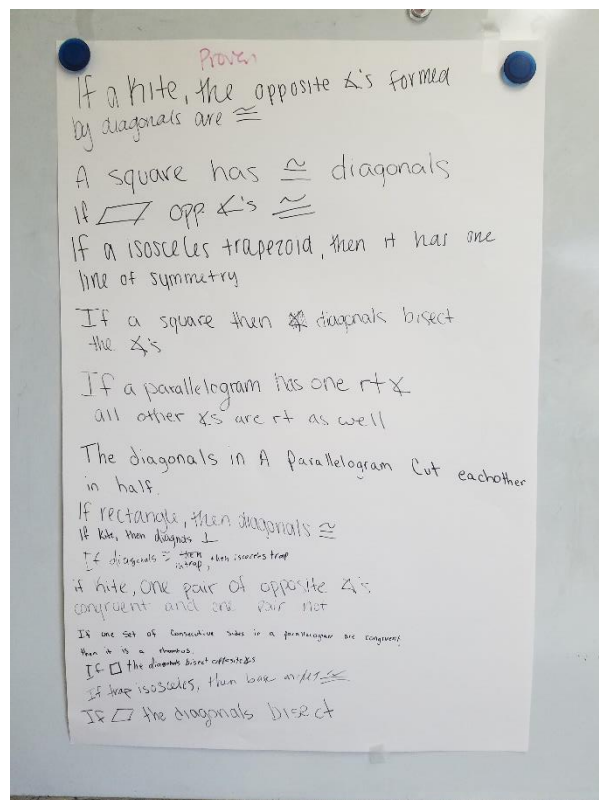 Proven
If a kite, the opposite ∡'s formed
by diagonals are ≅
A square has ≅ diagonals
If ▱ opp. ∡'s ≅
If a isosceles trapezoid, then it has one
line of symmetry
If a square then diagonals bisect
the ∡'s
If a parallelogram has one rt ∡
all other ∡s are rt as well
The diagonals in A Parallelogram Cut eachother
in half.
If rectangle, then diagonals ≅
If kite, then diagnals ⊥
If diagonals ≅ then
in trap, then isosceles trap
if kite, one pair of opposite ∡'s
congruent and one pair not
If one set of consecutive sides in a parallelogram are congruent,
then it is a rhombus.
If □ the diagonals bisect opposite ∡s
If trap isosceles, then base ≅
If ▱ the diagonals bisect